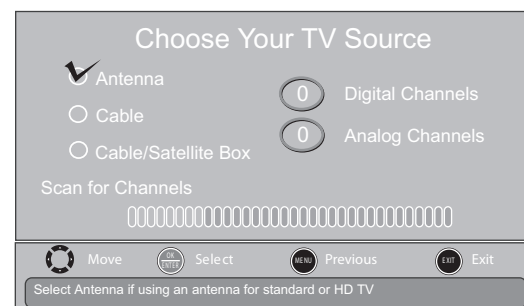 Choose Your TV Source
Antenna
Cable
Cable/Satellite Box
0 Digital Channels
0 Analog Channels
Scan for Channels
Move OK ENTER Select MENU Previous EXIT Exit
Select Antenna if using an antenna for standard or HD TV